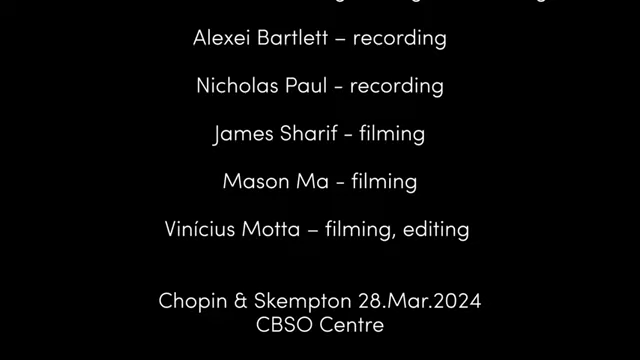 Alexei Bartlett – recording
Nicholas Paul - recording
James Sharif - filming
Mason Ma - filming
Vinícius Motta – filming, editing
Chopin & Skempton 28.Mar.2024
CBSO Centre